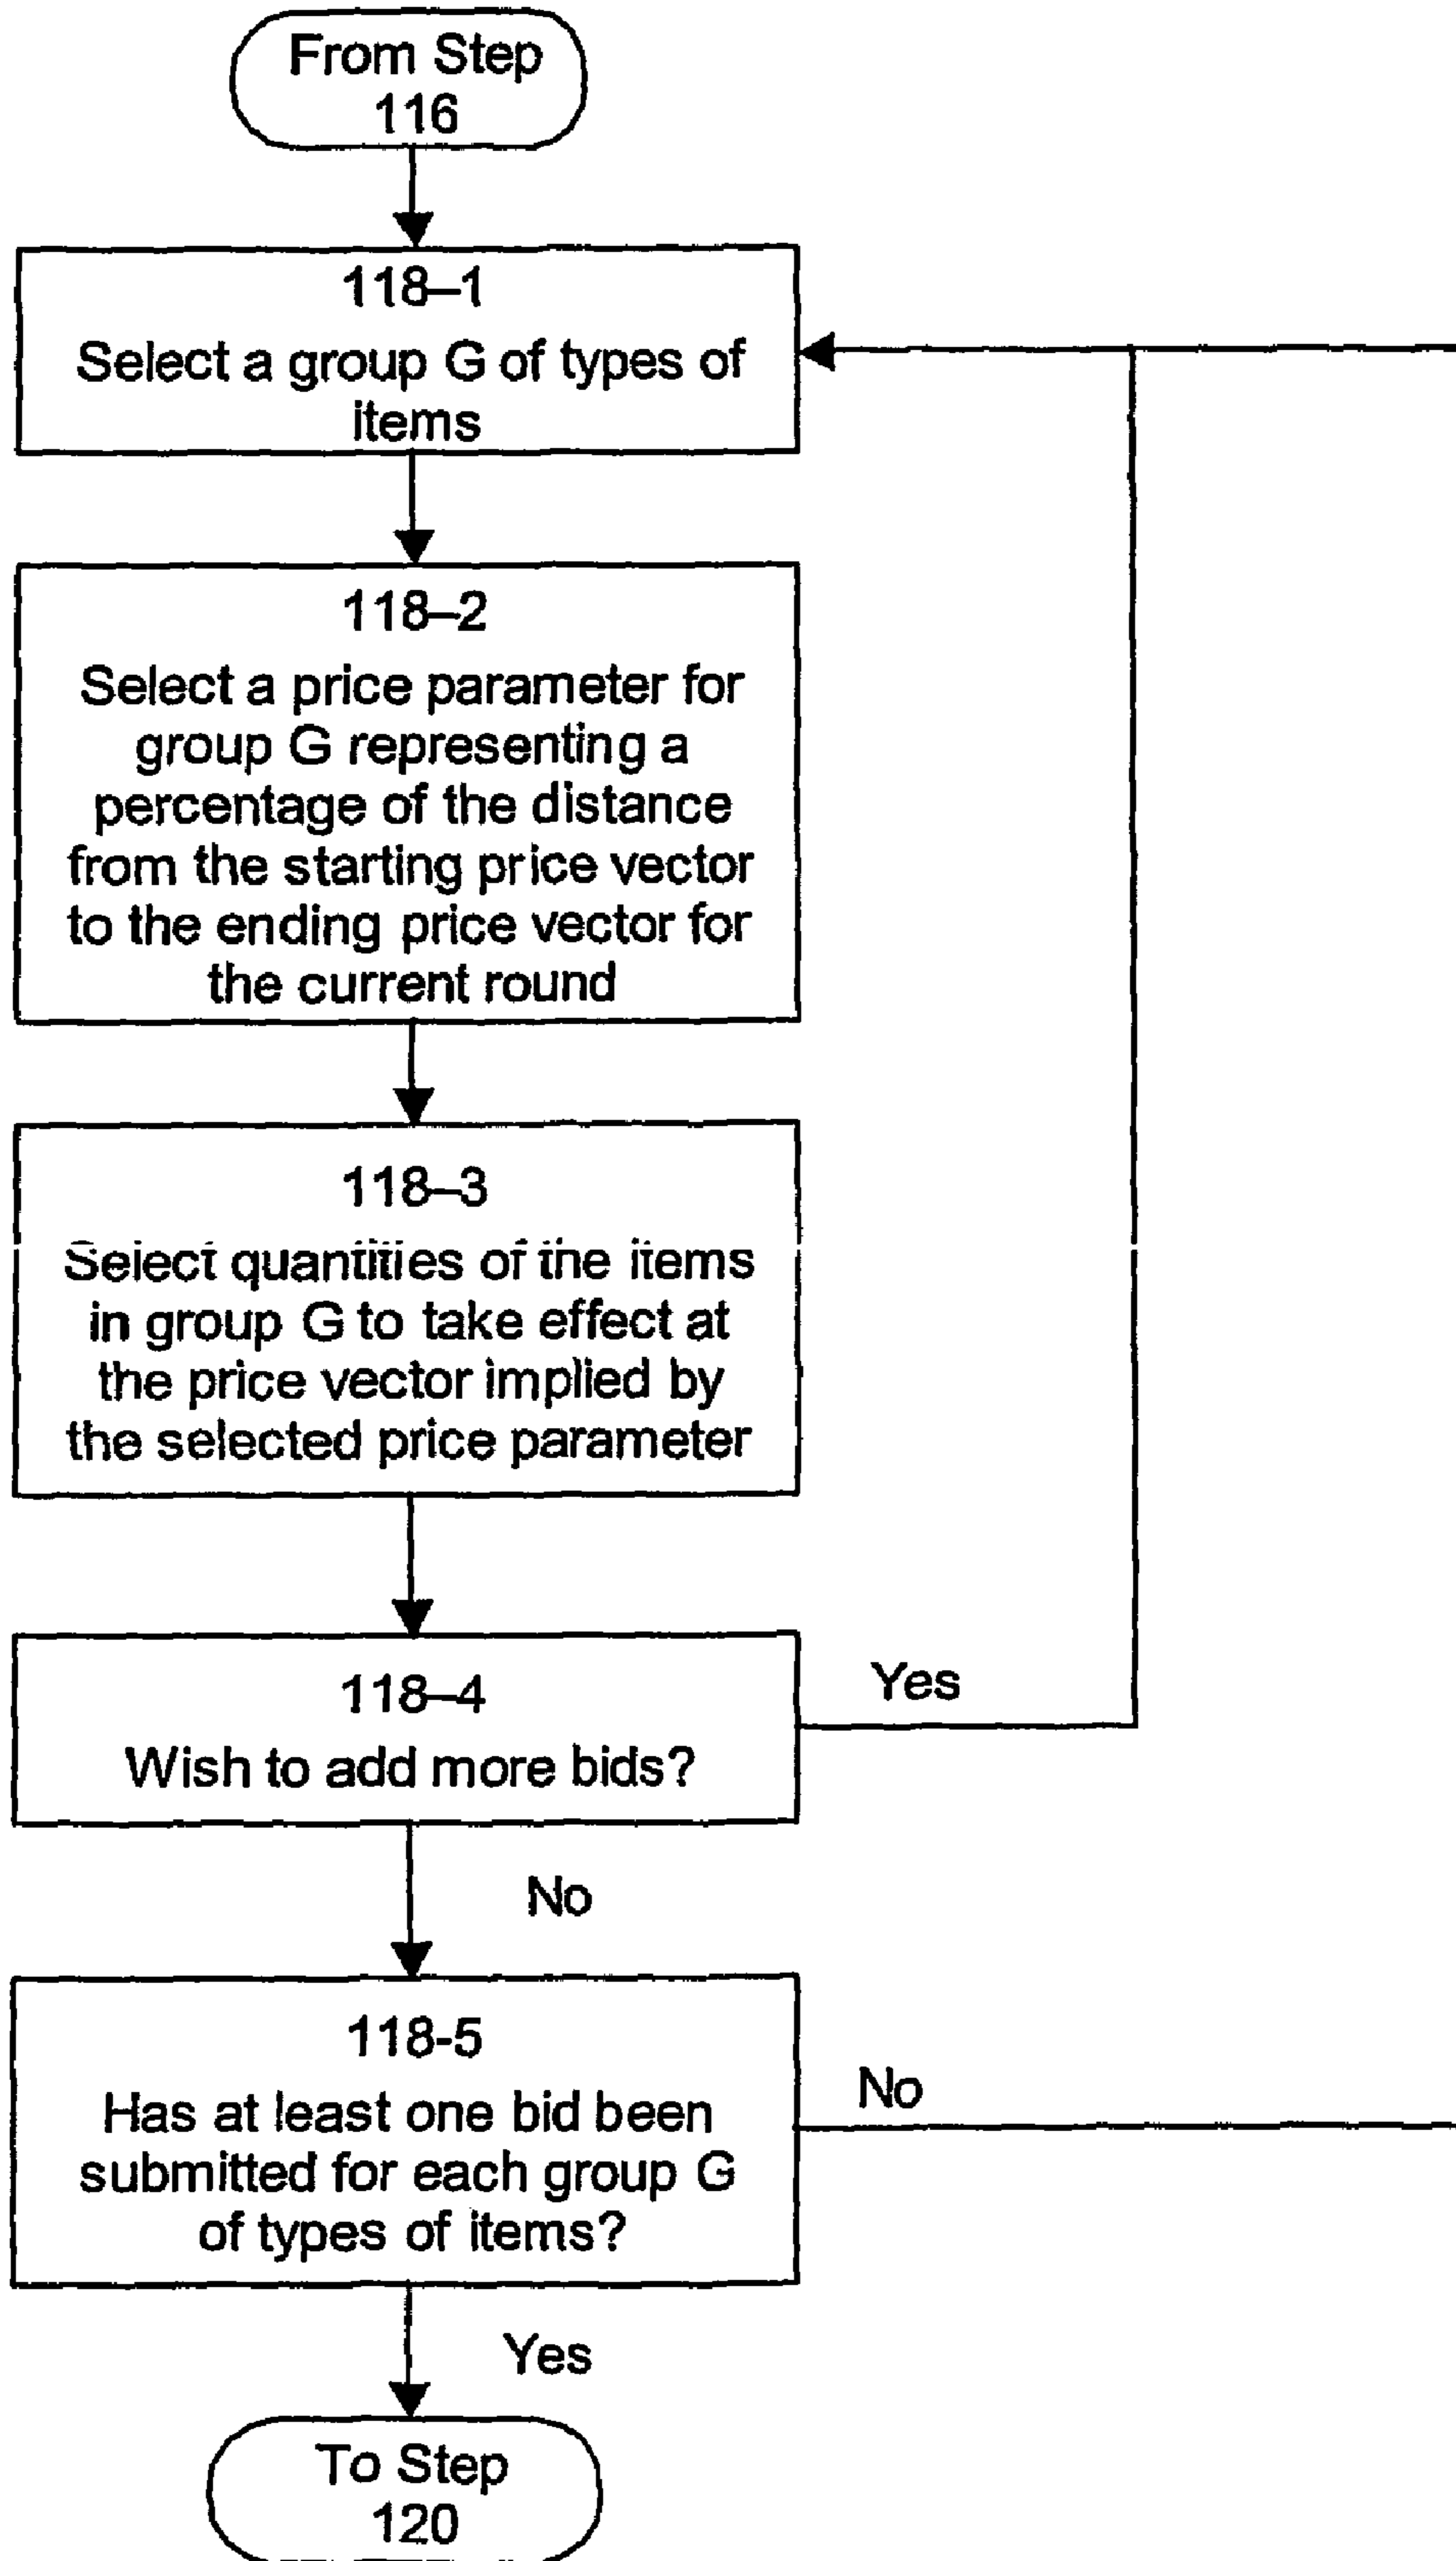 From Step
116
118–1
Select a group G of types of
items
118–2
Select a price parameter for
group G representing a
percentage of the distance
from the starting price vector
to the ending price vector for
the current round
118–3
Select quantities of the items
in group G to take effect at
the price vector implied by
the selected price parameter
118–4
Yes
Wish to add more bids?
No
118-5
No
Has at least one bid been
submitted for each group G
of types of items?
Yes
To Step
120